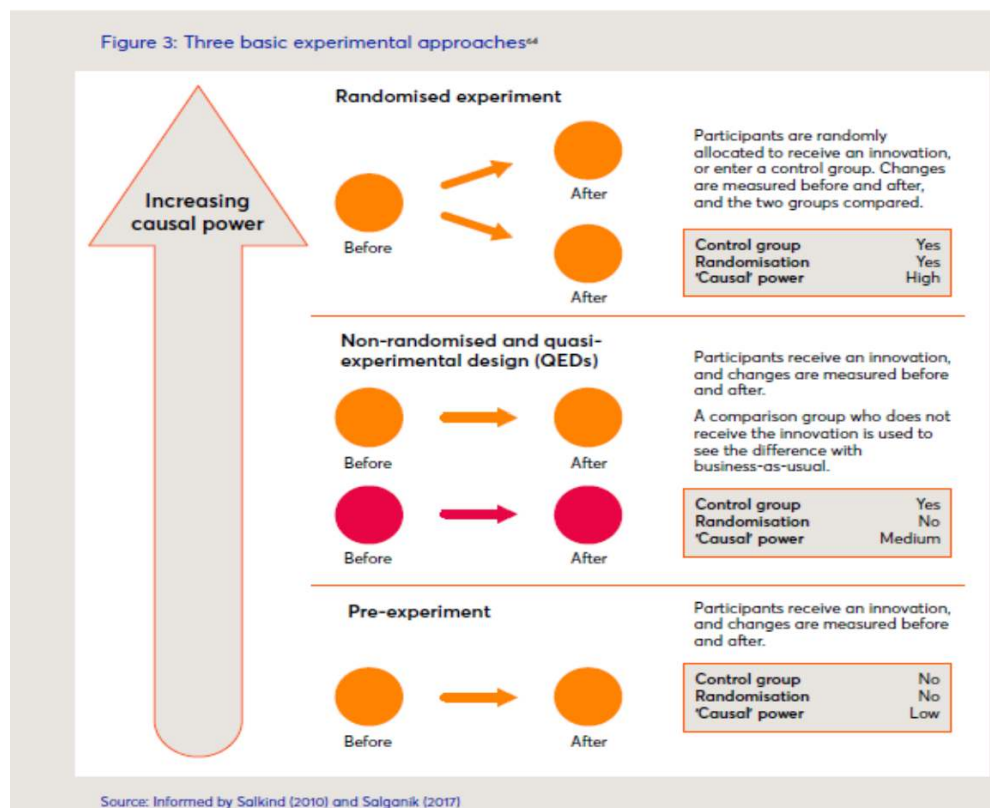 Figure 3: Three basic experimental approaches⁶⁴
Increasing
causal power
Randomised experiment
Before
After
After
Participants are randomly
allocated to receive an innovation,
or enter a control group. Changes
are measured before and after,
and the two groups compared.
Control group Yes
Randomisation Yes
‘Causal’ power High
Non-randomised and quasi-
experimental design (QEDs)
Before
After
Before
After
Participants receive an innovation,
and changes are measured before
and after.
A comparison group who does not
receive the innovation is used to
see the difference with
business-as-usual.
Control group Yes
Randomisation No
‘Causal’ power Medium
Pre-experiment
Before
After
Participants receive an innovation,
and changes are measured before
and after.
Control group No
Randomisation No
‘Causal’ power Low
Source: Informed by Salkind (2010) and Salganik (2017)